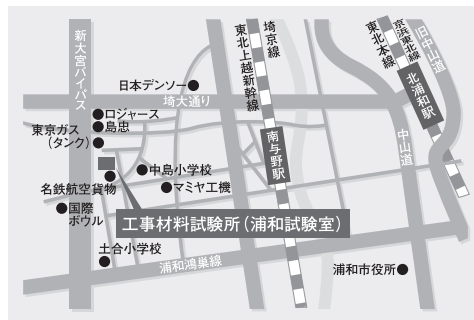 新大宮バイパス
東北上越新幹線
埼京線
東北本線
京浜東北線
旧中山道
北浦和駅
日本デンソー
埼大通り
ロジャース
島忠
東京ガス
(タンク)
南与野駅
中山道
中島小学校
マミヤ工機
名鉄航空貨物
国際
ボウル
工事材料試験所(浦和試験室)
土合小学校
浦和鴻巣線
浦和市役所